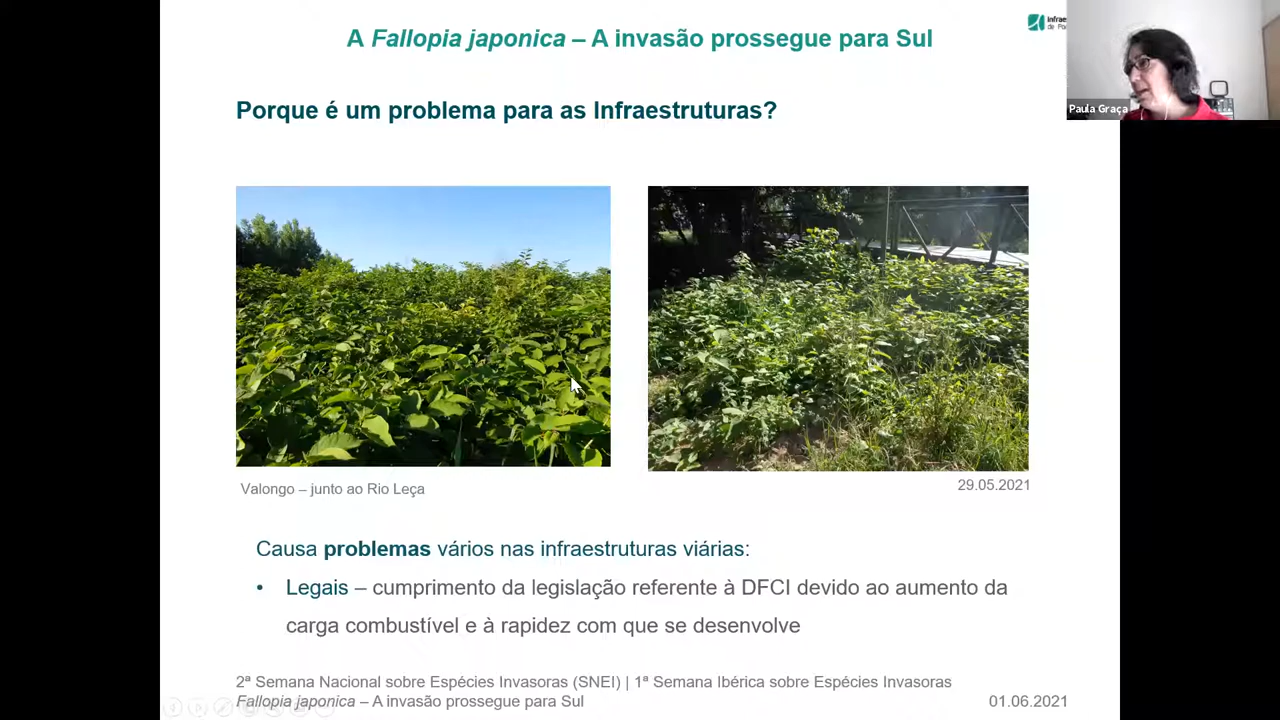 A Fallopia japonica – A invasão prossegue para Sul
infrae
de Po
Paula Graça
Porque é um problema para as Infraestruturas?
Valongo – junto ao Rio Leça
29.05.2021
Causa problemas vários nas infraestruturas viárias:
• Legais – cumprimento da legislação referente à DFCI devido ao aumento da
carga combustível e à rapidez com que se desenvolve
2ª Semana Nacional sobre Espécies Invasoras (SNEI) | 1ª Semana Ibérica sobre Espécies Invasoras
Fallopia japonica – A invasão prossegue para Sul
01.06.2021